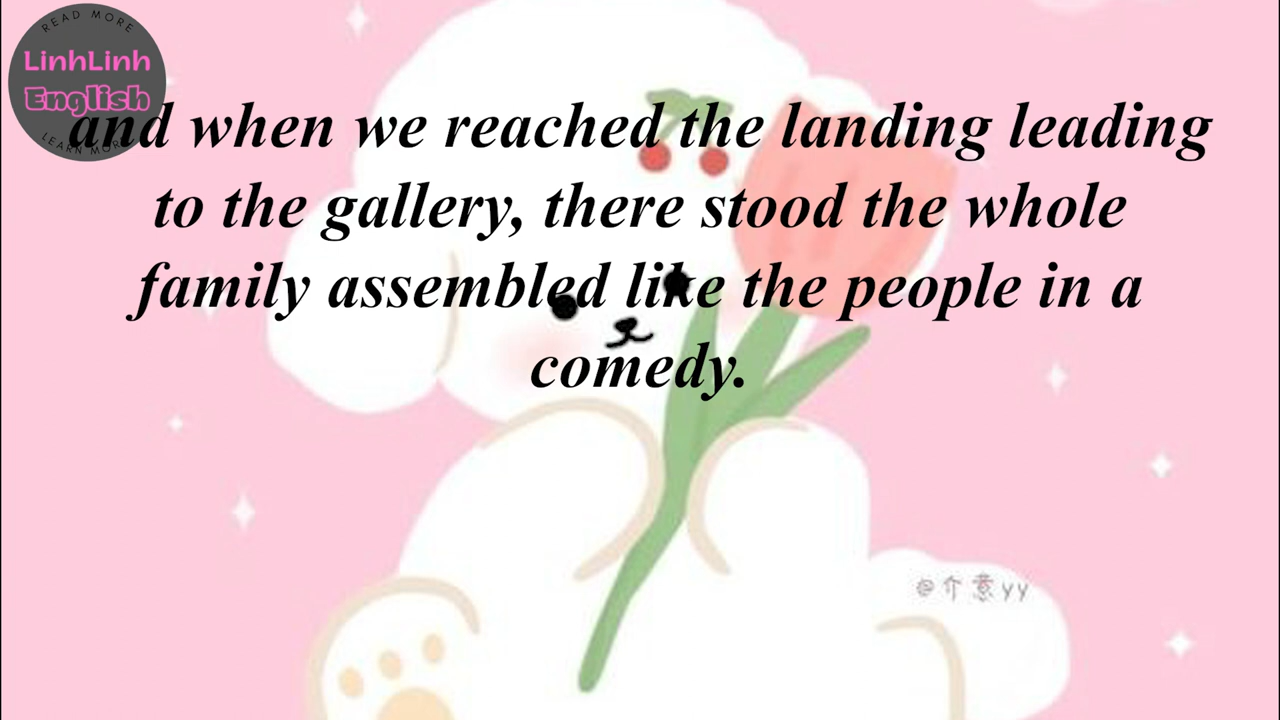 READ MORE
LinhLinh
English
LEARN MORE
and when we reached the landing leading
to the gallery, there stood the whole
family assembled like the people in a
comedy.
@介意yy